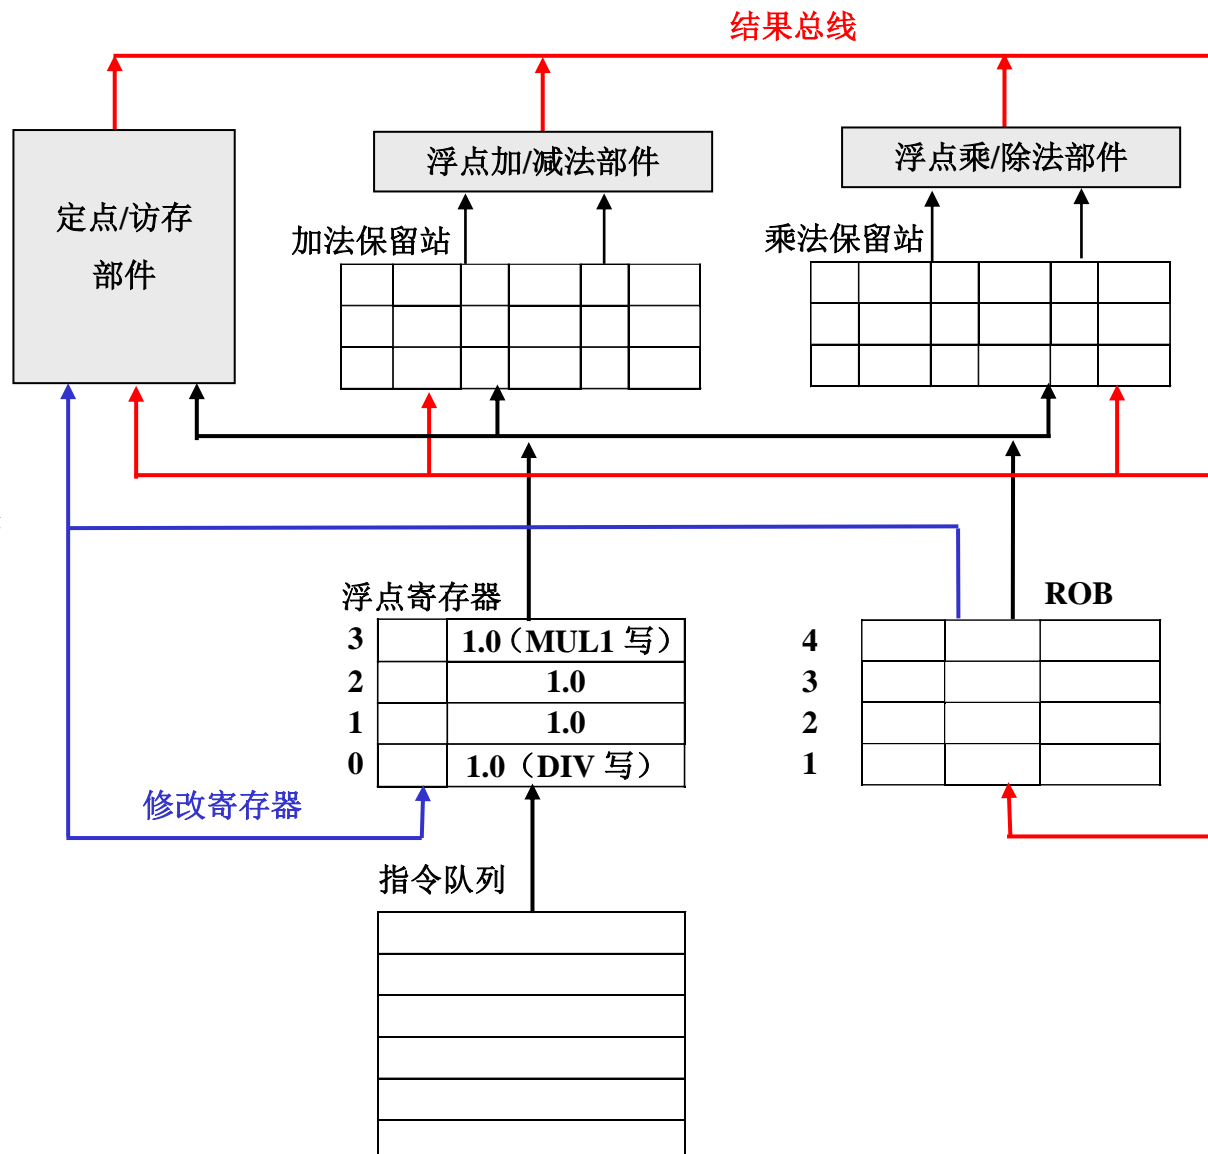 结果总线
浮点加/减法部件
浮点乘/除法部件
定点/访存
部件
加法保留站
乘法保留站
浮点寄存器
ROB
3 1.0（MUL1 写） 4
2 1.0 3
1 1.0 2
0 1.0（DIV 写） 1
修改寄存器
指令队列